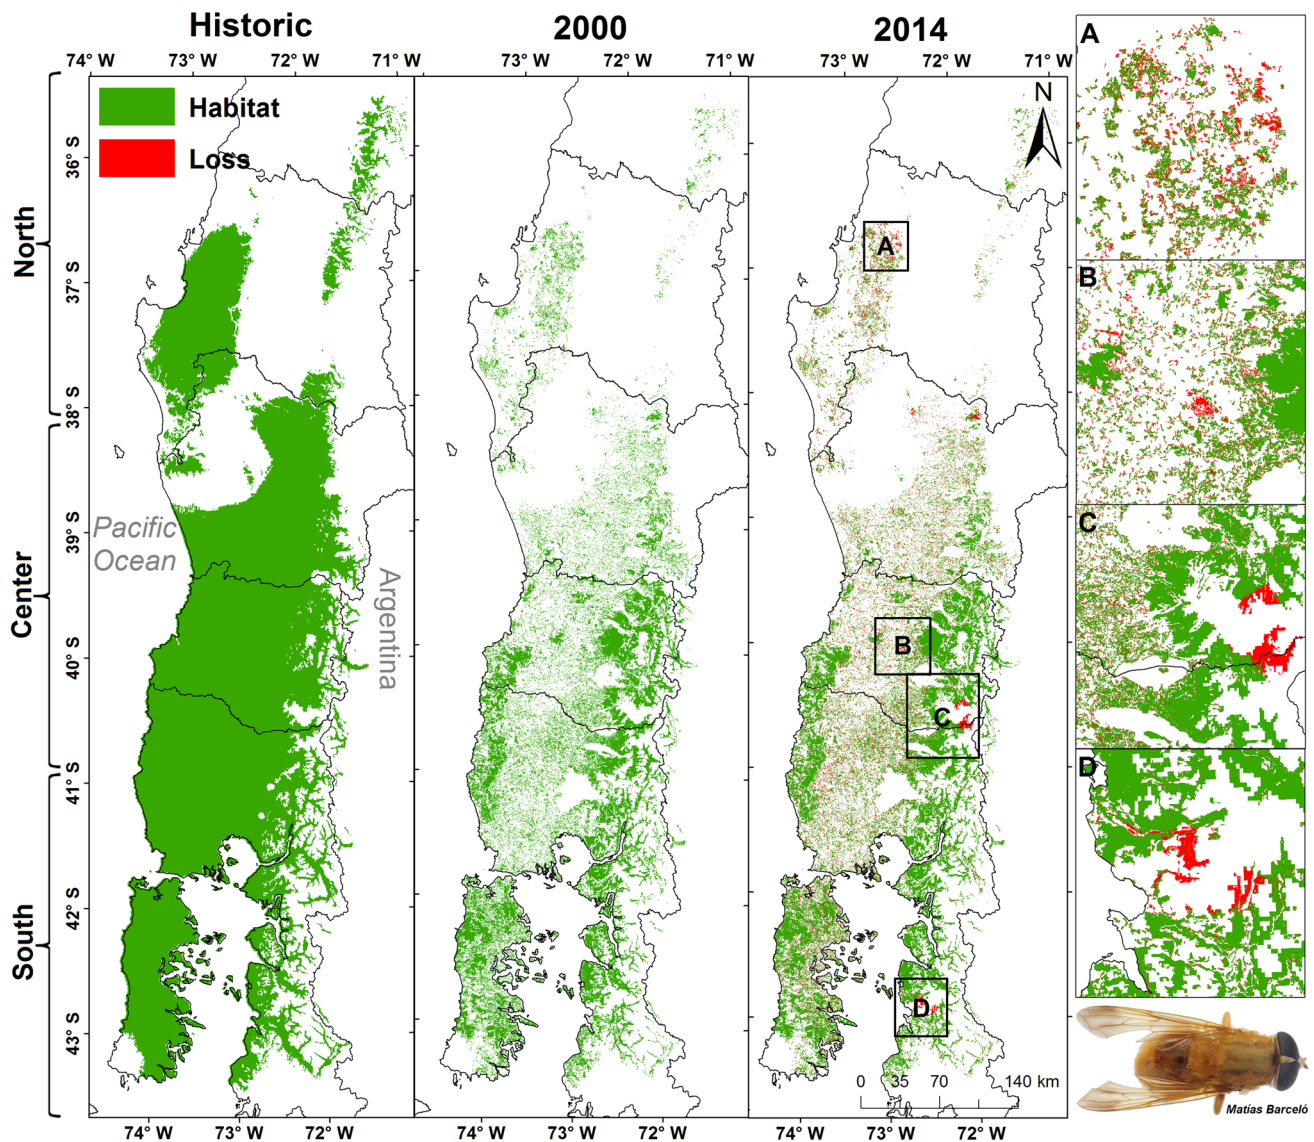 Historic
2000
2014
74° W
73° W
72° W
71° W
73° W
72° W
71° W
73° W
72° W
71° W
Habitat
Loss
N
A
B
C
D
North
Center
South
36° S
37° S
38° S
39° S
40° S
41° S
42° S
43° S
Pacific
Ocean
Argentina
A
B
C
D
0 35 70 140 km
74° W
73° W
72° W
74° W
73° W
72° W
74° W
73° W
72° W
Matías Barceló